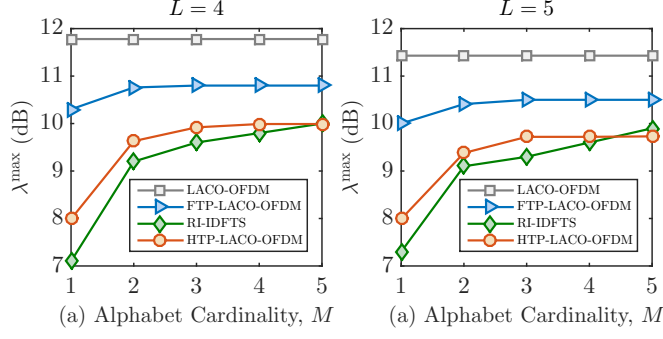 L = 4
12
11
10
9
8
7
λ^max (dB)
LACO-OFDM
FTP-LACO-OFDM
RI-IDFTS
HTP-LACO-OFDM
1 2 3 4 5
(a) Alphabet Cardinality, M
L = 5
12
11
10
9
8
7
λ^max (dB)
LACO-OFDM
FTP-LACO-OFDM
RI-IDFTS
HTP-LACO-OFDM
1 2 3 4 5
(a) Alphabet Cardinality, M